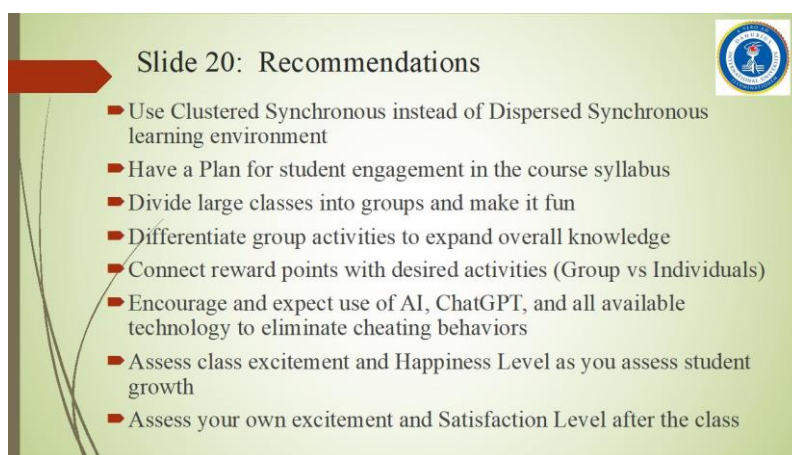 Slide 20: Recommendations
Use Clustered Synchronous instead of Dispersed Synchronous
learning environment
Have a Plan for student engagement in the course syllabus
Divide large classes into groups and make it fun
Differentiate group activities to expand overall knowledge
Connect reward points with desired activities (Group vs Individuals)
Encourage and expect use of AI, ChatGPT, and all available
technology to eliminate cheating behaviors
Assess class excitement and Happiness Level as you assess student
growth
Assess your own excitement and Satisfaction Level after the class